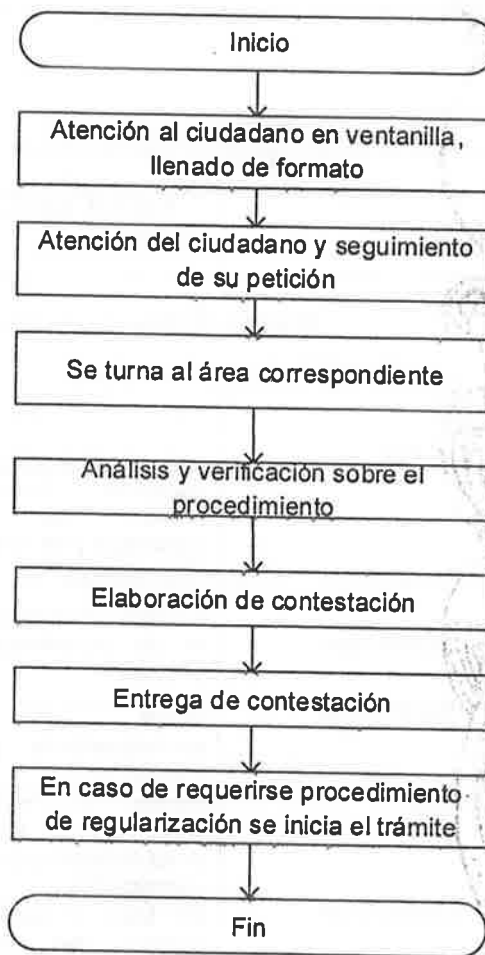 Inicio
Atención al ciudadano en ventanilla,
llenado de formato
Atención del ciudadano y seguimiento
de su petición
Se turna al área correspondiente
Análisis y verificación sobre el
procedimiento
Elaboración de contestación
Entrega de contestación
En caso de requerirse procedimiento
de regularización se inicia el trámite
Fin